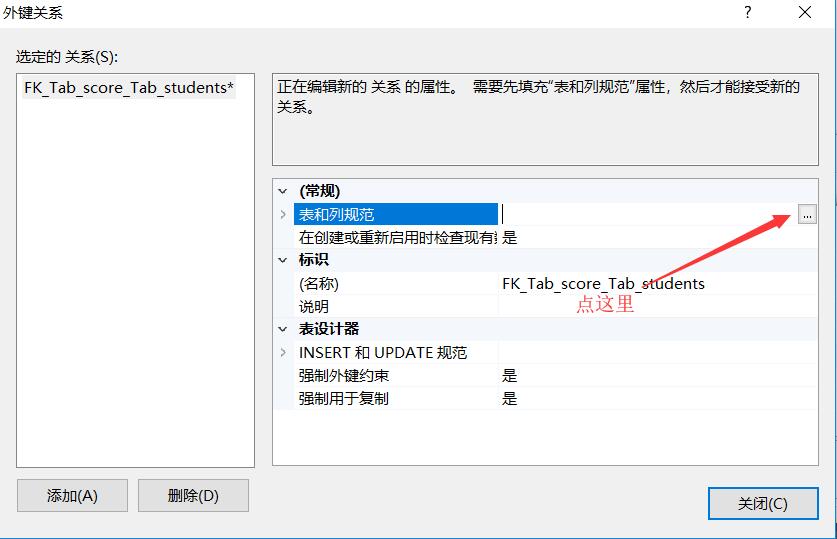 外键关系
?
选定的 关系(S):
FK_Tab_score_Tab_students*
正在编辑新的 关系 的属性。 需要先填充“表和列规范”属性，然后才能接受新的
关系。
(常规)
表和列规范
...
在创建或重新启用时检查现有数 是
标识
(名称) FK_Tab_score_Tab_students
说明
点这里
表设计器
INSERT 和 UPDATE 规范
强制外键约束 是
强制用于复制 是
添加(A) 删除(D)
关闭(C)